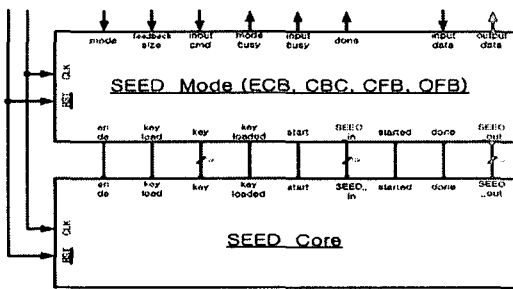 mode feedback size input cmd mode busy input busy done input data output data
CLK
RST
SEED Mode (ECB, CBC, CFB, OFB)
en de key load key key loaded start SEED in started done SEED out
en de key load key key loaded start SEED.. in started done SEED ..out
CLK
RST
SEED Core